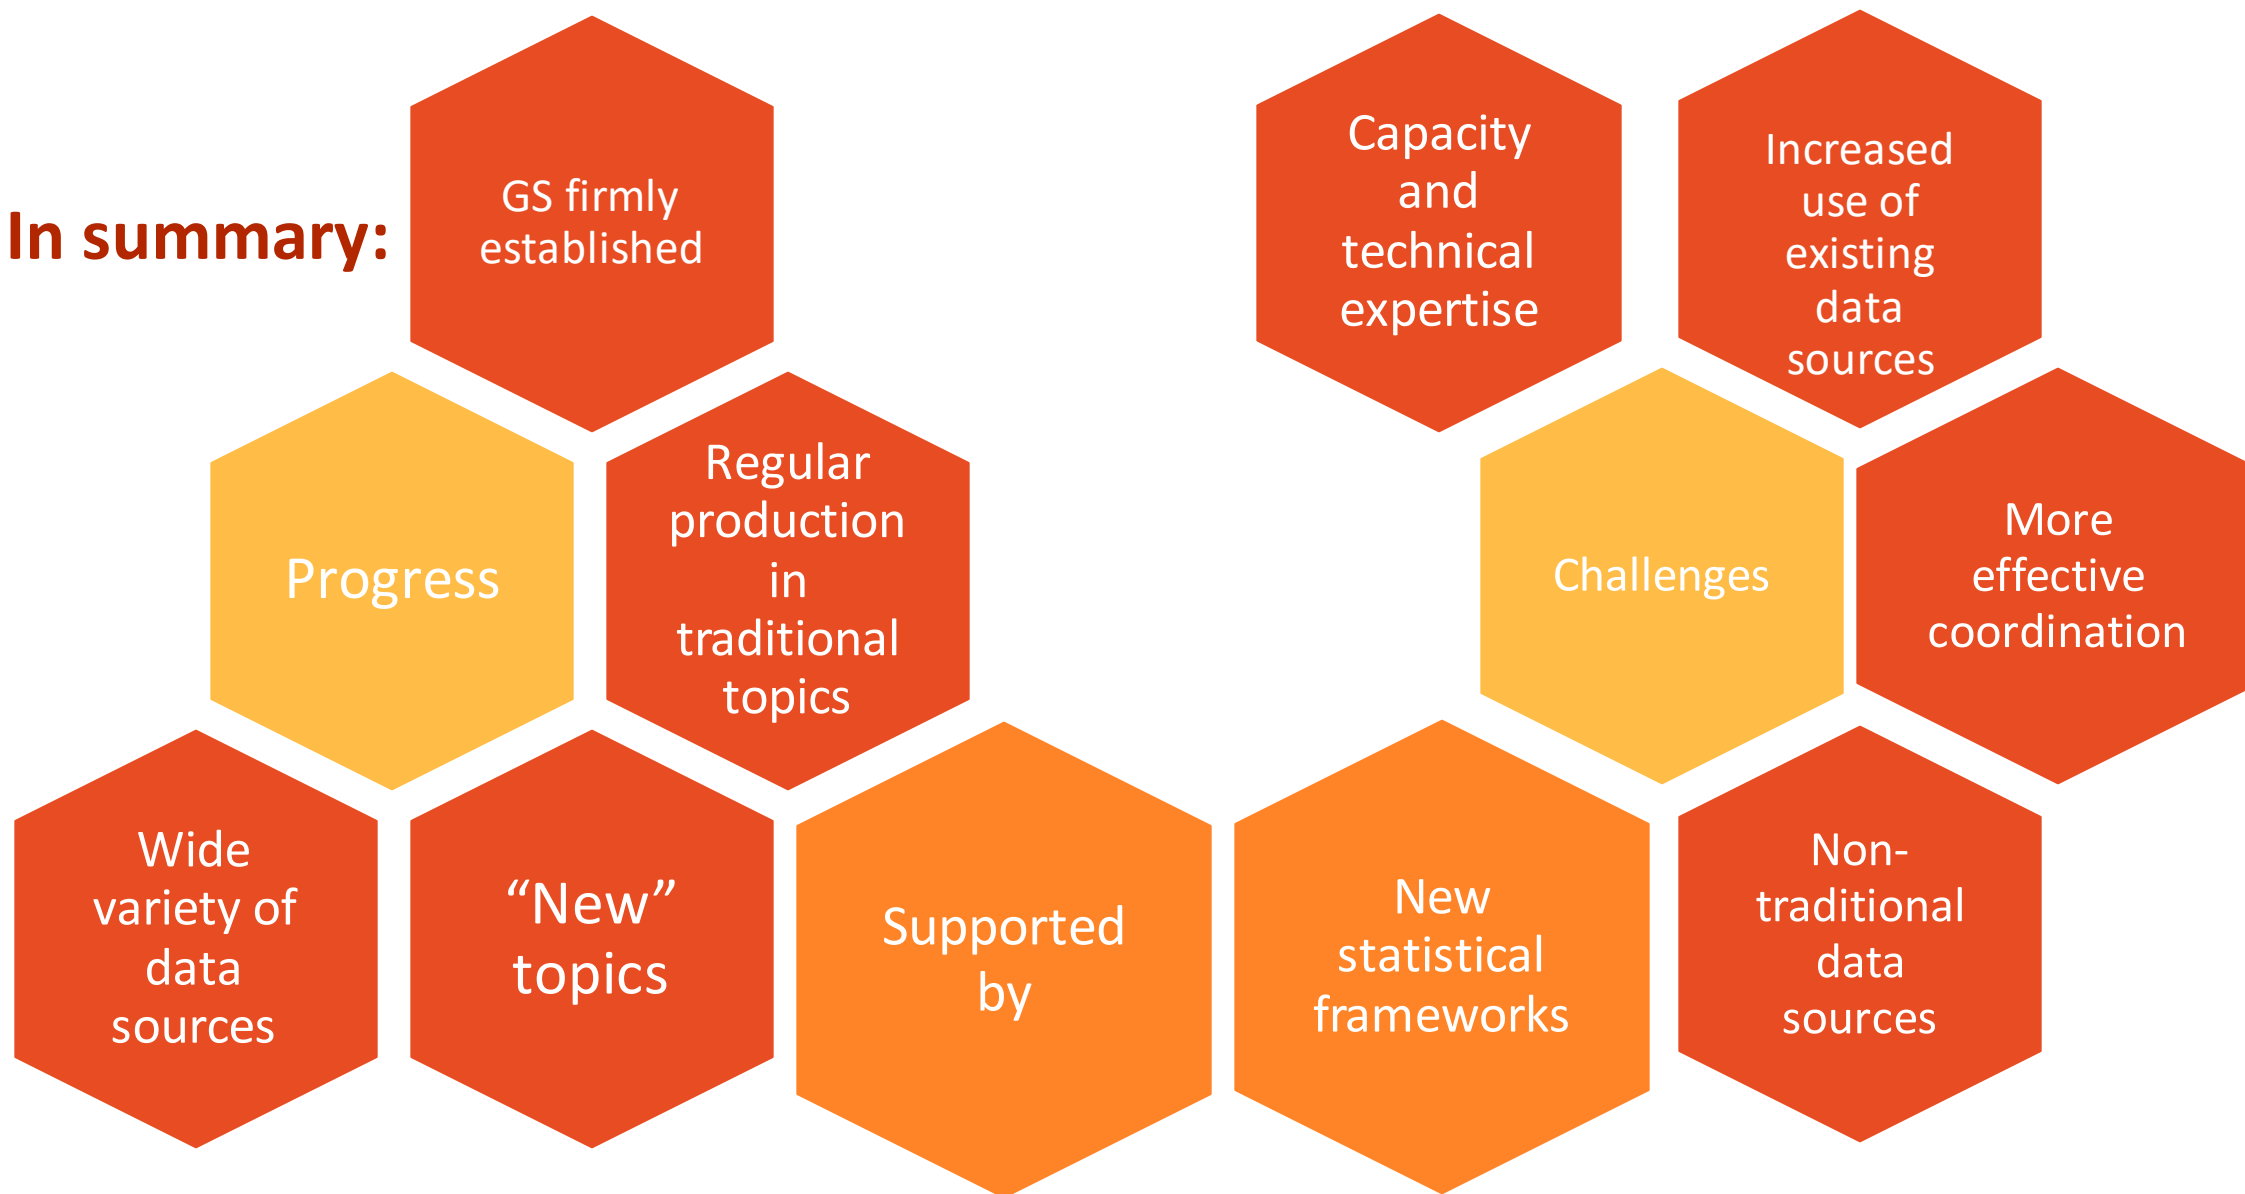 In summary:
GS firmly
established
Progress
Regular
production
in
traditional
topics
Wide
variety of
data
sources
“New”
topics
Supported
by
New
statistical
frameworks
Capacity
and
technical
expertise
Increased
use of
existing
data
sources
Challenges
More
effective
coordination
Non-
traditional
data
sources